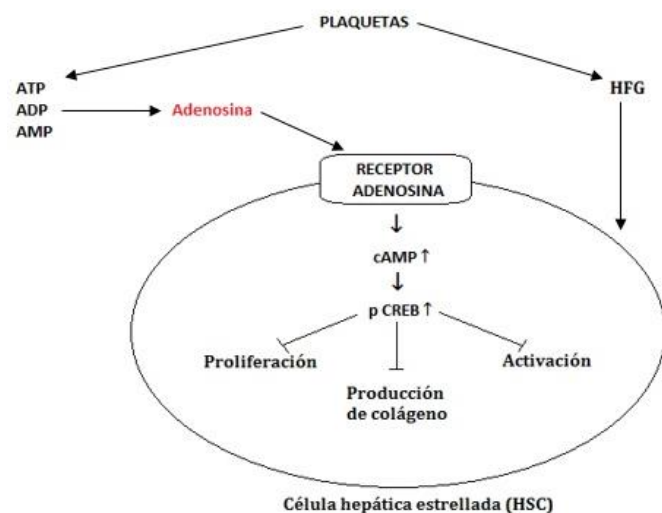 PLAQUETAS
ATP
ADP
AMP
Adenosina
HFG
RECEPTOR
ADENOSINA
↓
cAMP ↑
↓
p CREB ↑
Proliferación
Producción
de colágeno
Activación
Célula hepática estrellada (HSC)